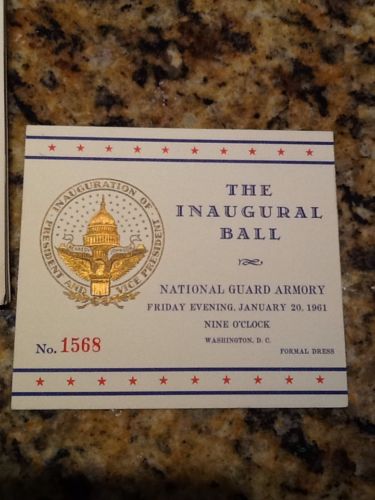 INAUGURATION OF
PRESIDENT AND VICE PRESIDENT
THE
INAUGURAL
BALL
NATIONAL GUARD ARMORY
FRIDAY EVENING, JANUARY 20, 1961
NINE O'CLOCK
WASHINGTON, D. C.
FORMAL DRESS
No. 1568